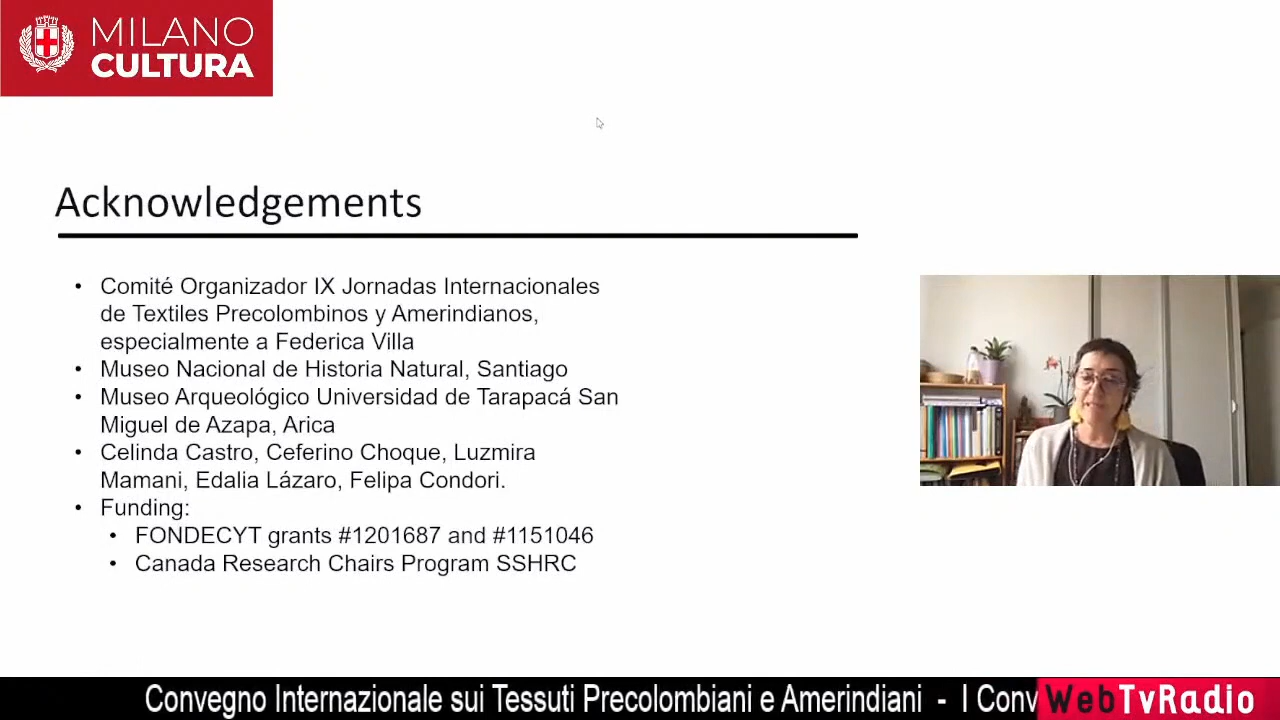 MILANO
CULTURA
Acknowledgements
• Comité Organizador IX Jornadas Internacionales
de Textiles Precolombinos y Amerindianos,
especialmente a Federica Villa
• Museo Nacional de Historia Natural, Santiago
• Museo Arqueológico Universidad de Tarapacá San
Miguel de Azapa, Arica
• Celinda Castro, Ceferino Choque, Luzmira
Mamani, Edalia Lázaro, Felipa Condori.
• Funding:
• FONDECYT grants #1201687 and #1151046
• Canada Research Chairs Program SSHRC
Convegno Internazionale sui Tessuti Precolombiani e Amerindiani - I Conv
WebTvRadio